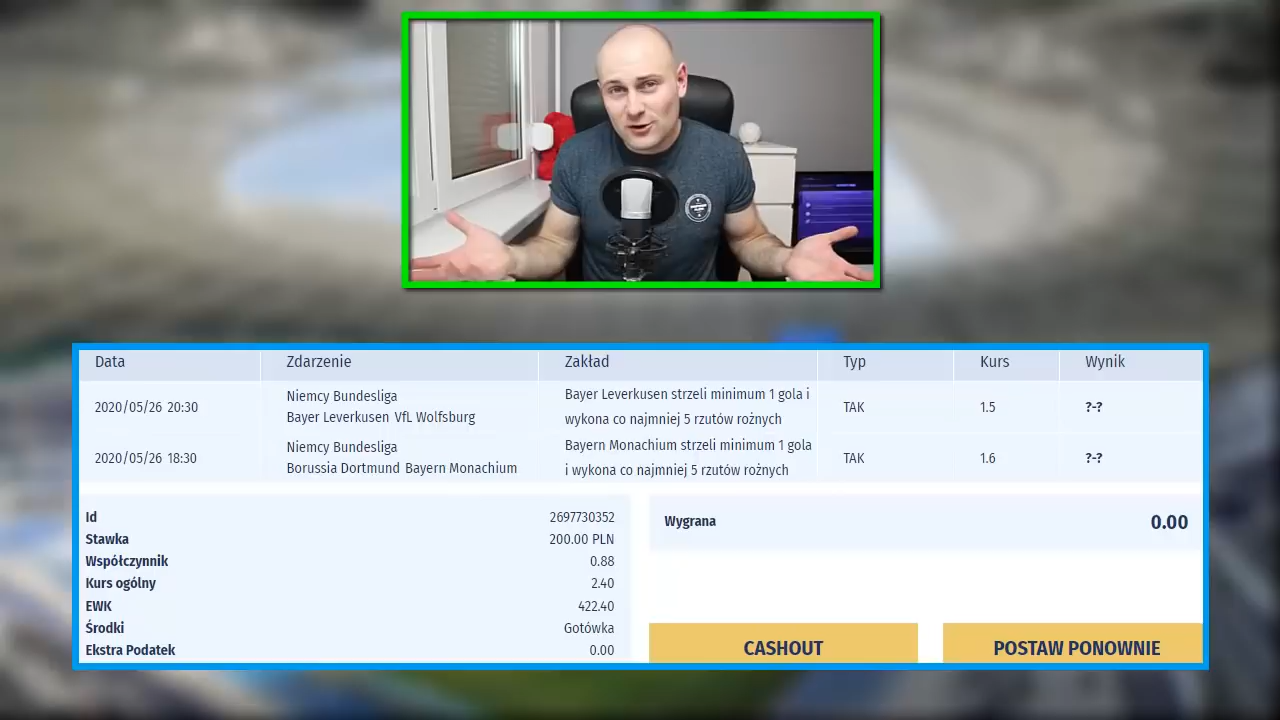 Data Zdarzenie Zakład Typ Kurs Wynik
2020/05/26 20:30
Niemcy Bundesliga
Bayer Leverkusen VfL Wolfsburg
Bayer Leverkusen strzeli minimum 1 gola i
wykona co najmniej 5 rzutów rożnych
TAK 1.5 ?-?
2020/05/26 18:30
Niemcy Bundesliga
Borussia Dortmund Bayern Monachium
Bayern Monachium strzeli minimum 1 gola
i wykona co najmniej 5 rzutów rożnych
TAK 1.6 ?-?
Id 2697730352
Stawka 200.00 PLN
Współczynnik 0.88
Kurs ogólny 2.40
EWK 422.40
Środki Gotówka
Ekstra Podatek 0.00
Wygrana 0.00
CASHOUT POSTAW PONOWNIE